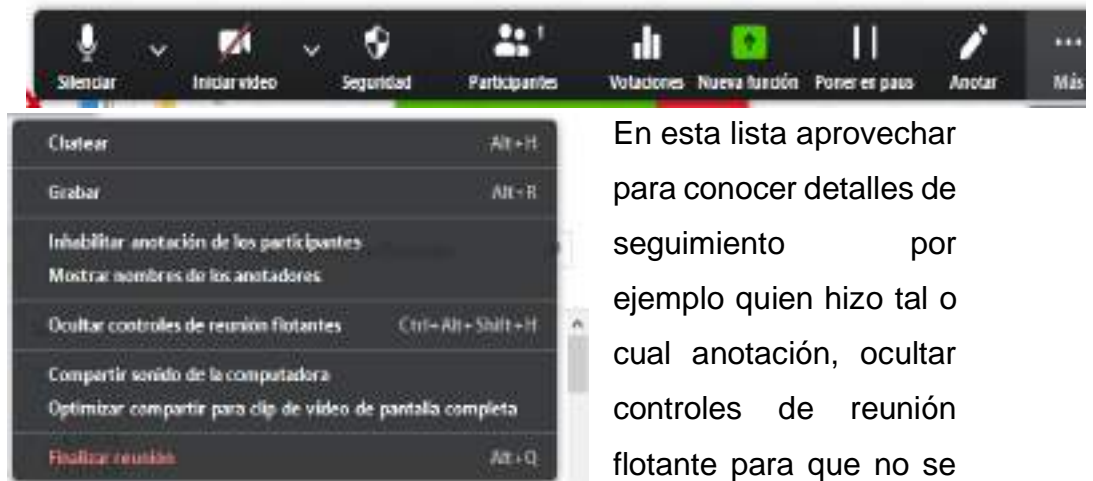 1
Silenciar Iniciar video Seguridad Participantes Votaciones Nueva función Poner en paus Anotar Más
Chatear Alt+H
Grabar Alt+R
Inhabilitar anotación de los participantes
Mostrar nombres de los anotadores
Ocultar controles de reunión flotantes Ctrl+Alt+Shift+H
Compartir sonido de la computadora
Optimizar compartir para clip de vídeo de pantalla completa
Finalizar reunión Alt+Q
En esta lista aprovechar
para conocer detalles de
seguimiento por
ejemplo quien hizo tal o
cual anotación, ocultar
controles de reunión
flotante para que no se